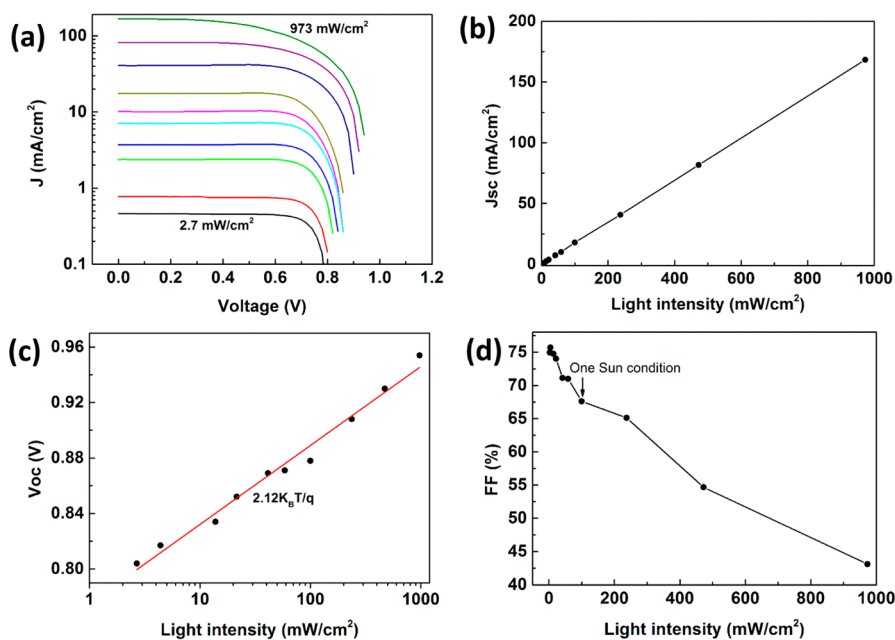 (a)
973 mW/cm²
2.7 mW/cm²
100
10
1
0.1
J (mA/cm²)
0.0 0.2 0.4 0.6 0.8 1.0 1.2
Voltage (V)
(b)
200
150
100
50
0
Jsc (mA/cm²)
0 200 400 600 800 1000
Light intensity (mW/cm²)
(c)
0.96
0.92
0.88
0.84
0.80
Voc (V)
2.12K_BT/q
1 10 100 1000
Light intensity (mW/cm²)
(d)
One Sun condition
80
75
70
65
60
55
50
45
40
FF (%)
0 200 400 600 800 1000
Light intensity (mW/cm²)